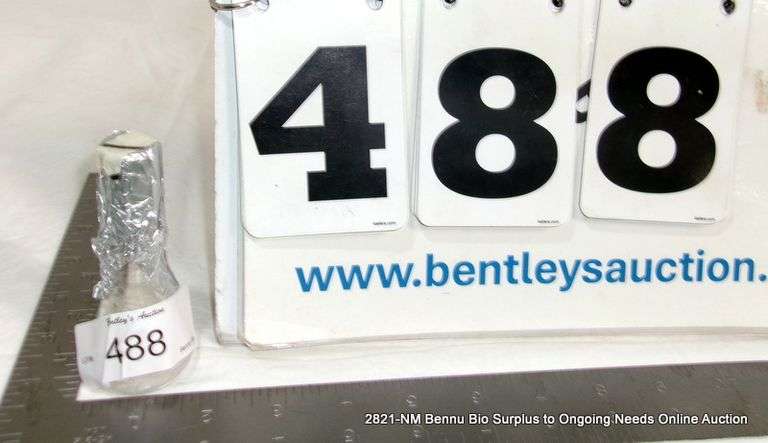 488
www.bentleysauction.
Bentley's Auction
488
2821-NM Bennu Bio Surplus to Ongoing Needs Online Auction